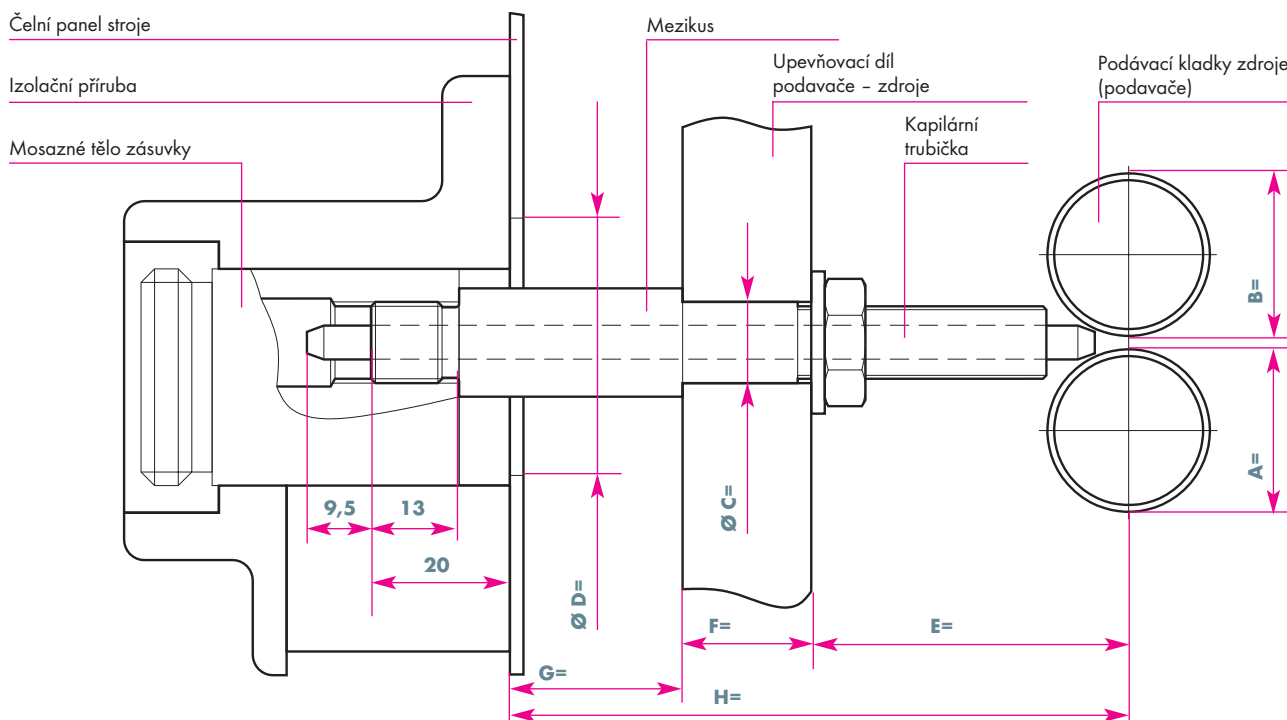 Čelní panel stroje
Izolační příruba
Mosazné tělo zásuvky
Mezikus
Upevňovací díl
podavače – zdroje
Kapilární
trubička
Podávací kladky zdroje
(podavače)
B=
A=
Ø C=
Ø D=
9,5
13
20
F=
E=
G=
H=